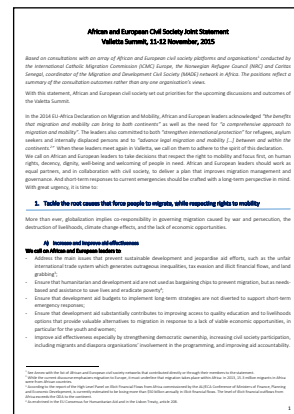 African and European Civil Society Joint Statement
Valletta Summit, 11-12 November, 2015
Based on consultations with an array of African and European civil society platforms and organisations¹ conducted
by the International Catholic Migration Commission (ICMC) Europe, the Norwegian Refugee Council (NRC) and Caritas
Senegal, coordinator of the Migration and Development Civil Society (MADE) network in Africa. The positions reflect a
summary of the consultation outcomes rather than any one statement.
With this statement, African and European civil society set out priorities for the upcoming discussions and outcomes of
the Valletta Summit.
In the 2014 EU-Africa Declaration on Migration and Mobility, African and European leaders acknowledged "the benefits
that migration and mobility can bring to both continents" as well as the need for "a comprehensive approach to
migration and mobility". The leaders also committed to both "strengthen international protection" for refugees, asylum
seekers and internally displaced persons and to "advance legal migration and mobility [...] between and within the
continents."² When these leaders meet again in Valletta, we call on them to adhere to the spirit of this declaration.
We call on African and European leaders to take decisions that respect the right to mobility and focus first, on human
rights, decency, dignity, well-being and welcoming of people in need. African and European leaders should work as
equal partners, and in collaboration with civil society, to deliver a plan that improves migration management and
governance. And short-term responses to current emergencies should be crafted with a long-term perspective in mind.
With great urgency, it is time to:
1. Tackle the root causes that force people to migrate, while respecting rights to mobility
More than ever, globalization implies co-responsibility in governing migration caused by war and persecution, the
destruction of livelihoods, climate change-effects, and the lack of economic opportunities.
A) Increase and improve aid effectiveness
We call on African and European leaders to
- Address the main issues that prevent sustainable development and jeopardise aid efforts, such as the unfair
international trade system which generates outrageous inequalities, tax evasion and illicit financial flows, and land
grabbing³;
- Ensure that humanitarian and development aid are not used as bargaining chips to prevent migration, but as needs-
based and assistance to save lives and eradicate poverty⁴;
- Ensure that development aid budgets to implement long-term strategies are not diverted to support short-term
emergency responses;
- Ensure that development aid substantially contributes to improving access to quality education and to livelihoods
options that provide valuable alternatives to migration in response to a lack of viable economic opportunities, in
particular for the youth and women;
- Improve aid effectiveness especially by strengthening democratic ownership, increasing civil society participation,
including migrants and diaspora organisations' involvement in the programming, and improving aid accountability.
1